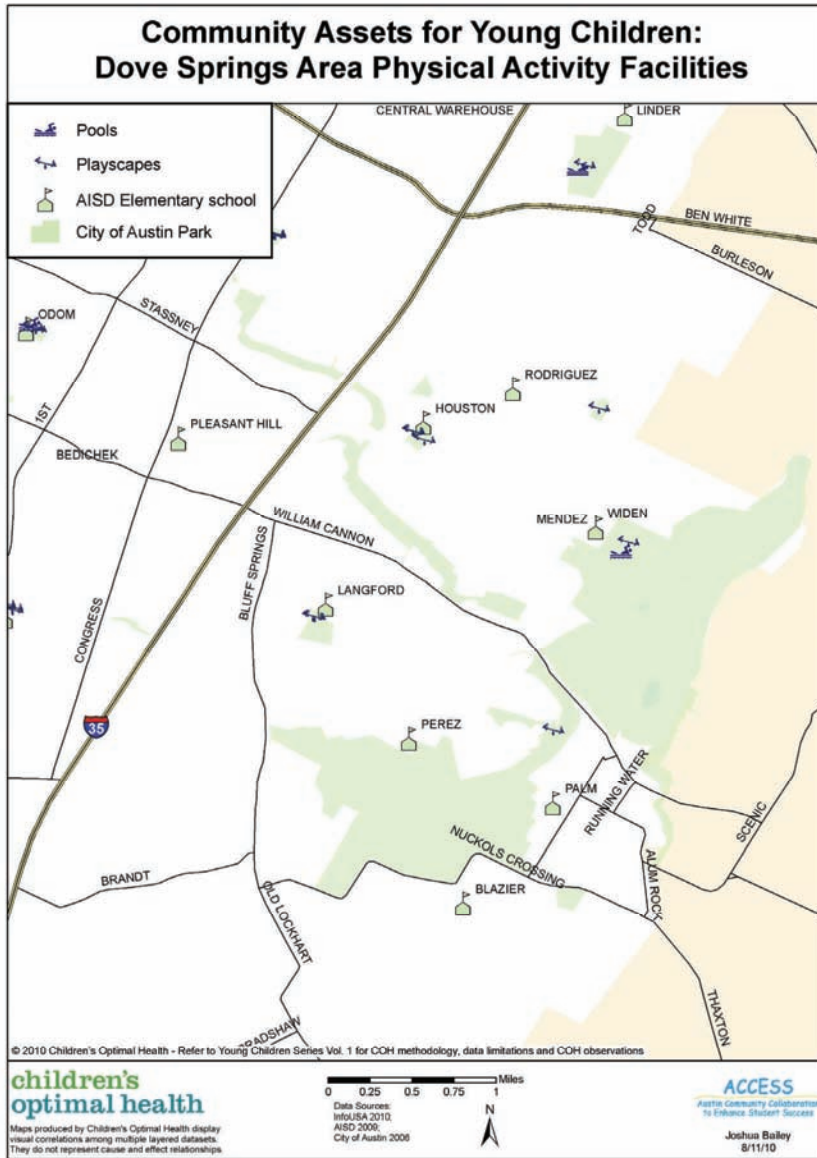 Community Assets for Young Children:
Dove Springs Area Physical Activity Facilities
Pools
Playscapes
AISD Elementary school
City of Austin Park
CENTRAL WAREHOUSE
LINDER
TODD
BEN WHITE
BURLESON
ODOM
STASSNEY
RODRIGUEZ
HOUSTON
1ST
PLEASANT HILL
BEDICHEK
WILLIAM CANNON
MENDEZ
WIDEN
BLUFF SPRINGS
LANGFORD
CONGRESS
35
PEREZ
PALM
RUNNING WATER
SCENIC
NUCKOLS CROSSING
ALUM ROCK
BRANDT
OLD LOCKHART
BLAZIER
THAXTON
BRADSHAW
© 2010 Children's Optimal Health - Refer to Young Children Series Vol. 1 for COH methodology, data limitations and COH observations
children's
optimal health
Maps produced by Children's Optimal Health display
visual correlations among multiple layered datasets.
They do not represent cause and effect relationships
Miles
0 0.25 0.5 0.75 1
Data Sources:
InfoUSA 2010;
AISD 2009;
City of Austin 2006
N
ACCESS
Austin Community Collaboration
to Enhance Student Success
Joshua Bailey
8/11/10